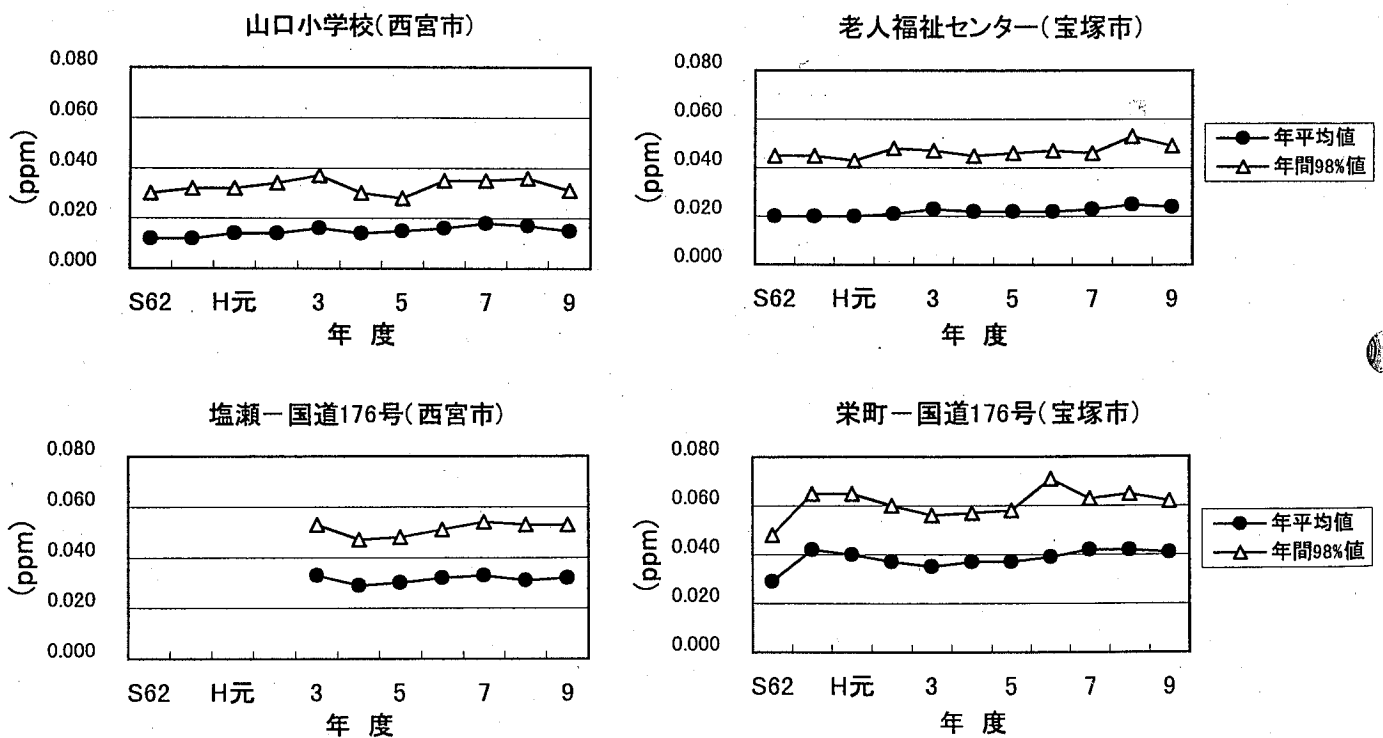 山口小学校(西宮市)
0.080
0.060
0.040
0.020
0.000
(ppm)
S62 H元 3 5 7 9
年 度
老人福祉センター(宝塚市)
0.080
0.060
0.040
0.020
0.000
(ppm)
S62 H元 3 5 7 9
年 度
年平均値
年間98%値
塩瀬－国道176号(西宮市)
0.080
0.060
0.040
0.020
0.000
(ppm)
S62 H元 3 5 7 9
年 度
栄町－国道176号(宝塚市)
0.080
0.060
0.040
0.020
0.000
(ppm)
S62 H元 3 5 7 9
年 度
年平均値
年間98%値